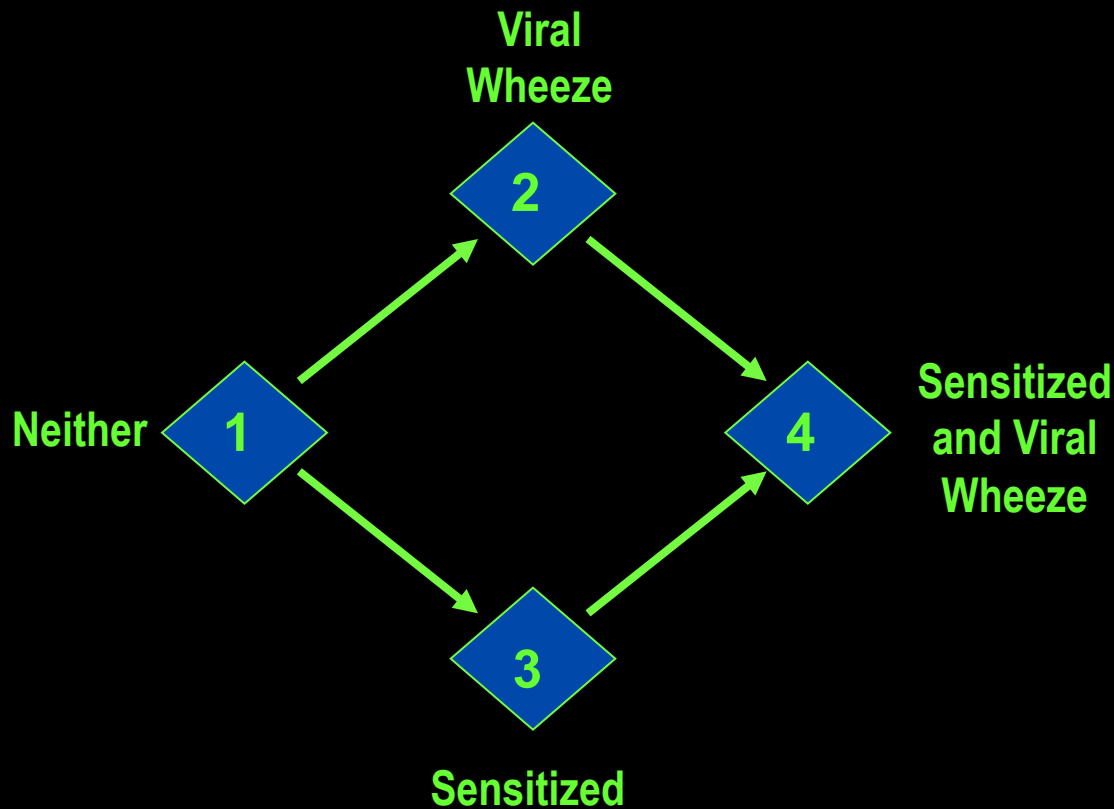 Viral
Wheeze
2
Neither
1
4
Sensitized
and Viral
Wheeze
3
Sensitized